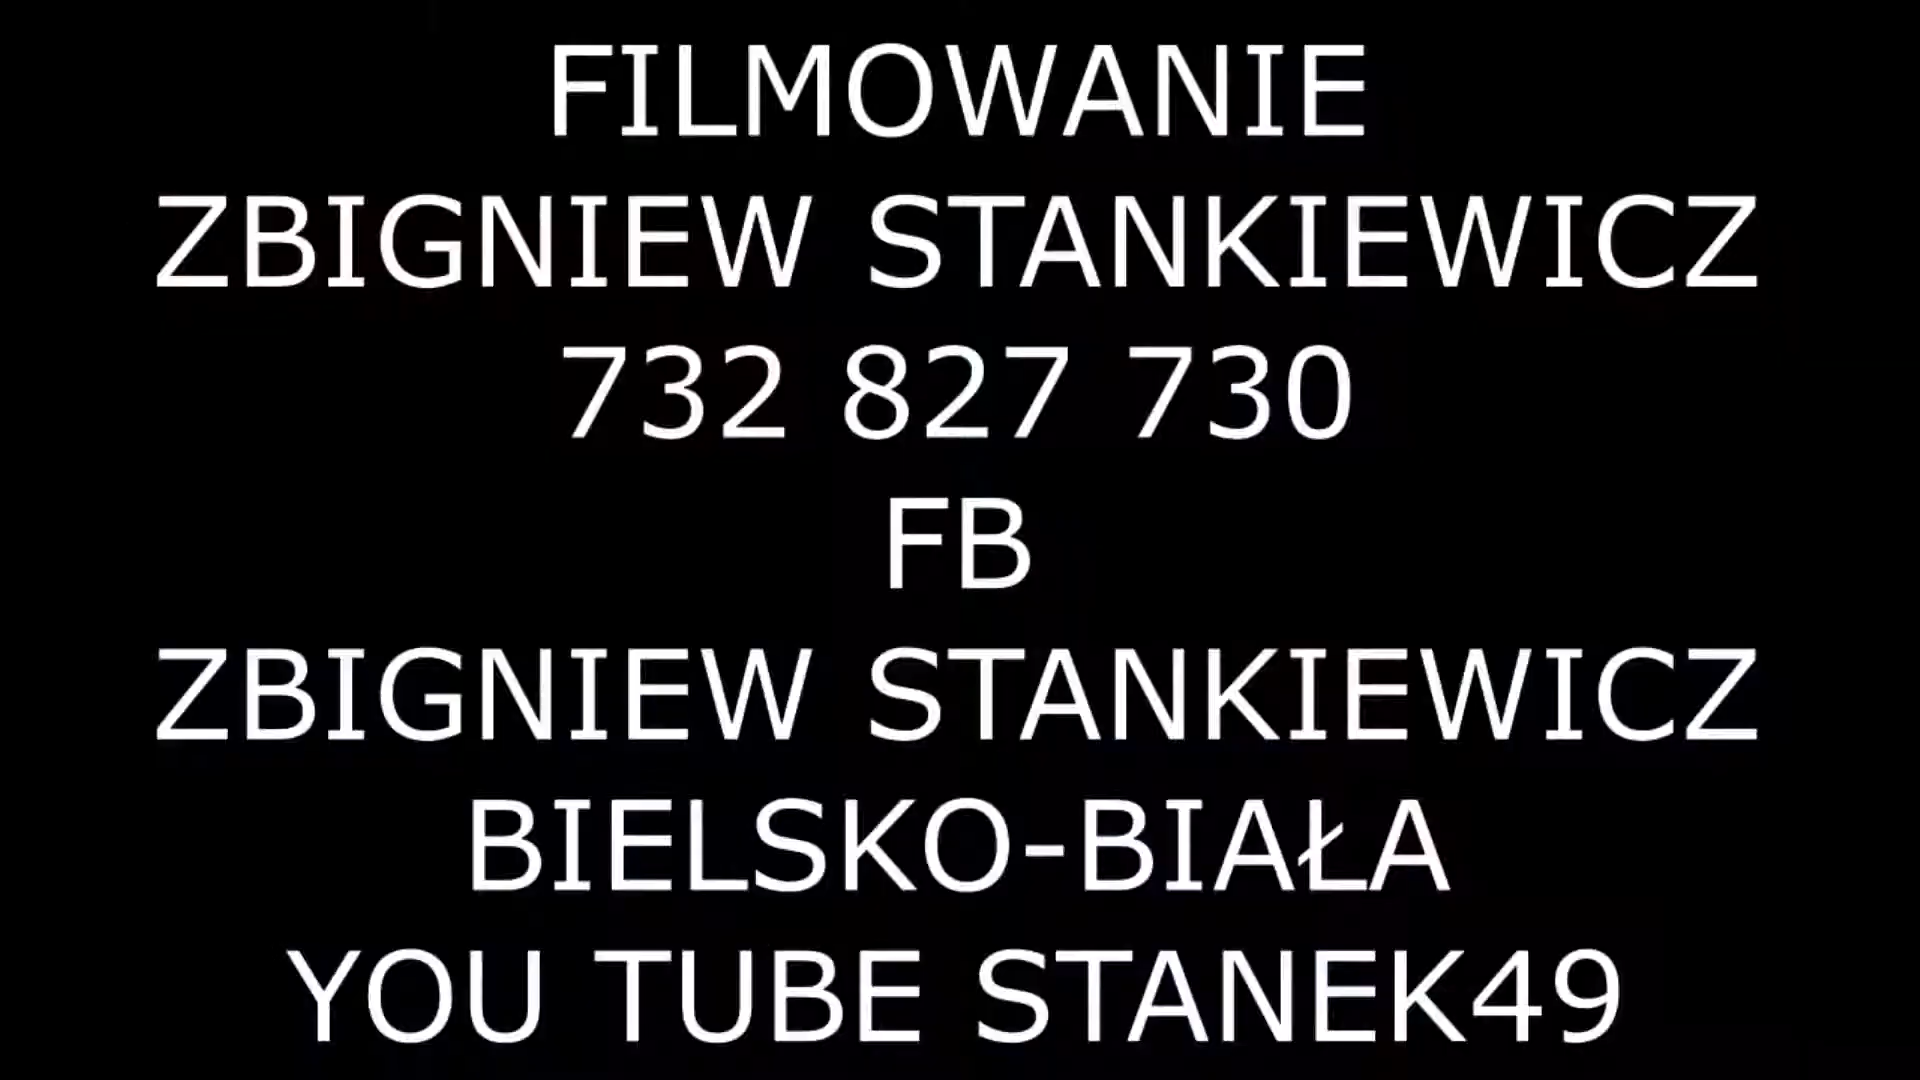 FILMOWANIE
ZBIGNIEW STANKIEWICZ
732 827 730
FB
ZBIGNIEW STANKIEWICZ
BIELSKO-BIAŁA
YOU TUBE STANEK49